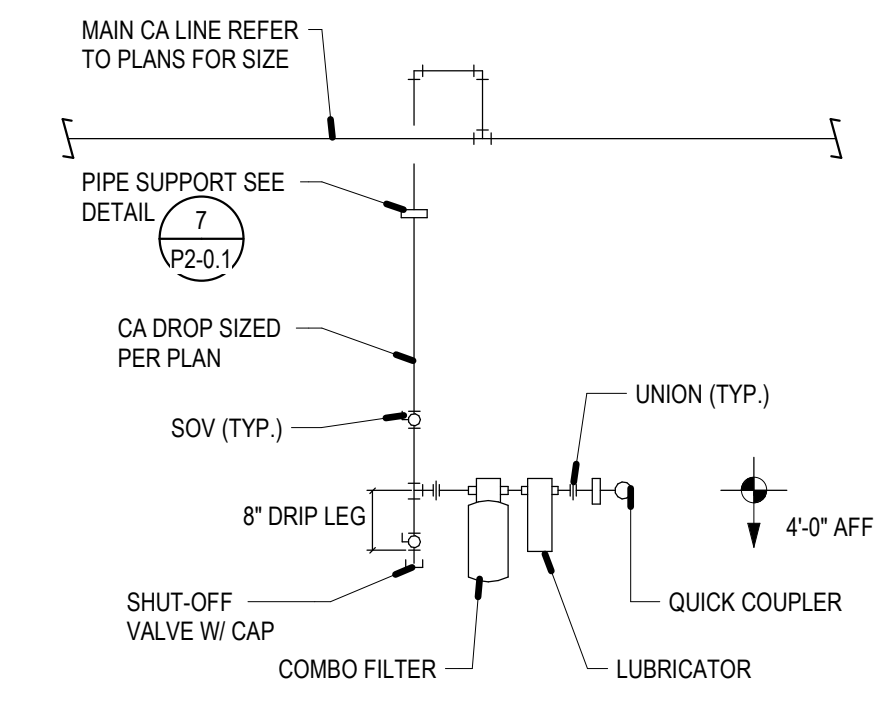 MAIN CA LINE REFER
TO PLANS FOR SIZE
PIPE SUPPORT SEE
DETAIL
7
P2-0.1
CA DROP SIZED
PER PLAN
SOV (TYP.)
UNION (TYP.)
8" DRIP LEG
4'-0" AFF
SHUT-OFF
VALVE W/ CAP
QUICK COUPLER
COMBO FILTER
LUBRICATOR